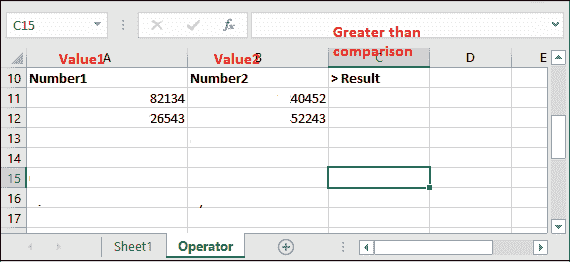 C15 fx
Value1 Value2 Greater than
comparison
A B C D E
10 Number1 Number2 > Result
11 82134 40452
12 26543 52243
13
14
15
16
17
Sheet1 Operator